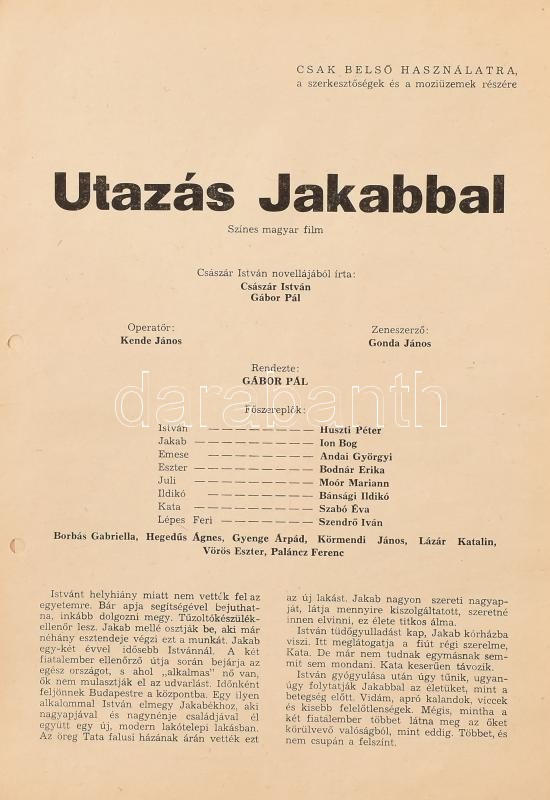 CSAK BELSŐ HASZNÁLATRA,
a szerkesztőségek és a moziüzemek részére
Utazás Jakabbal
Színes magyar film
Császár István novellájából írta:
Császár István
Gábor Pál
Operatőr:
Kende János
Zeneszerző:
Gonda János
Rendezte:
GÁBOR PÁL
darabanth
Főszereplők:
István — — — — — — — — — Huszti Péter
Jakab — — — — — — — — — Ion Bog
Emese — — — — — — — — — Andai Györgyi
Eszter — — — — — — — — — Bodnár Erika
Juli — — — — — — — — — Moór Mariann
Ildikó — — — — — — — — — Bánsági Ildikó
Kata — — — — — — — — — Szabó Éva
Lépes Feri — — — — — — — Szendrő Iván
Borbás Gabriella, Hegedűs Ágnes, Gyenge Árpád, Körmendi János, Lázár Katalin,
Vörös Eszter, Paláncz Ferenc
Istvánt helyhiány miatt nem vették fel az
egyetemre. Bár apja segítségével bejuthat-
na, inkább dolgozni megy. Tűzoltókészülék-
ellenőr lesz. Jakab mellé osztják be, aki már
néhány esztendeje végzi ezt a munkát. Jakab
egy-két évvel idősebb Istvánnál. A két
fiatalember ellenőrző útja során bejárja az
egész országot, s ahol „alkalmas” nő van,
ők nem mulasztják el az udvarlást. Időnként
feljönnek Budapestre a központba. Egy ilyen
alkalommal István elmegy Jakabékhoz, aki
nagyapjával és nagynénje családjával él
együtt egy új, modern lakótelepi lakásban.
Az öreg Tata falusi házának árán vették ezt
az új lakást. Jakab nagyon szereti nagyap-
ját, látja mennyire kiszolgáltatott, szeretné
innen elvinni, ez élete titkos álma.
István tüdőgyulladást kap, Jakab kórházba
viszi. Itt meglátogatja a fiút régi szerelme,
Kata. De már nem tudnak egymásnak sem-
mit sem mondani. Kata keserűen távozik.
István gyógyulása után úgy tűnik, ugyan-
úgy folytatják Jakabbal az életüket, mint a
betegség előtt. Vidám, apró kalandok, viccek
és kisebb felelőtlenségek. Mégis, mintha a
két fiatalember többet látna meg az őket
körülvevő valóságból, mint eddig. Többet, és
nem csupán a felszínt.